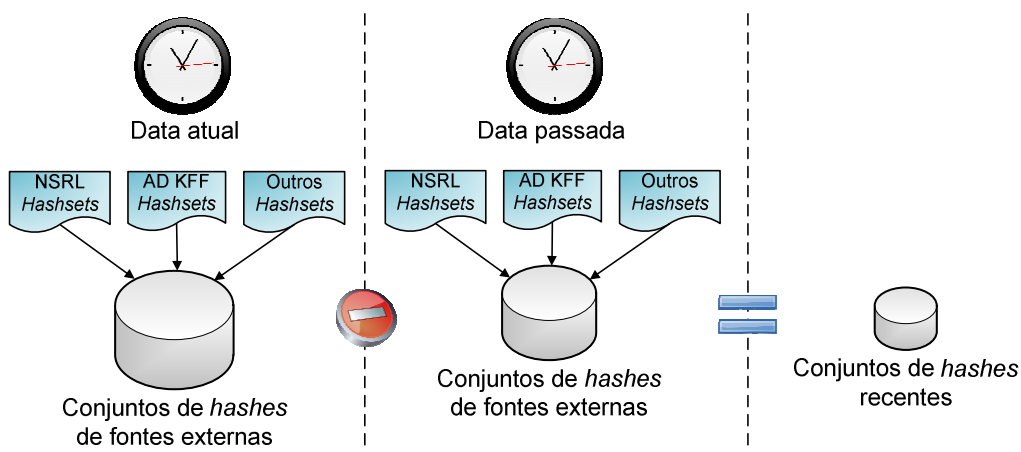 Data atual
Data passada
NSRL
Hashsets
AD KFF
Hashsets
Outros
Hashsets
NSRL
Hashsets
AD KFF
Hashsets
Outros
Hashsets
Conjuntos de hashes
de fontes externas
Conjuntos de hashes
de fontes externas
Conjuntos de hashes
recentes